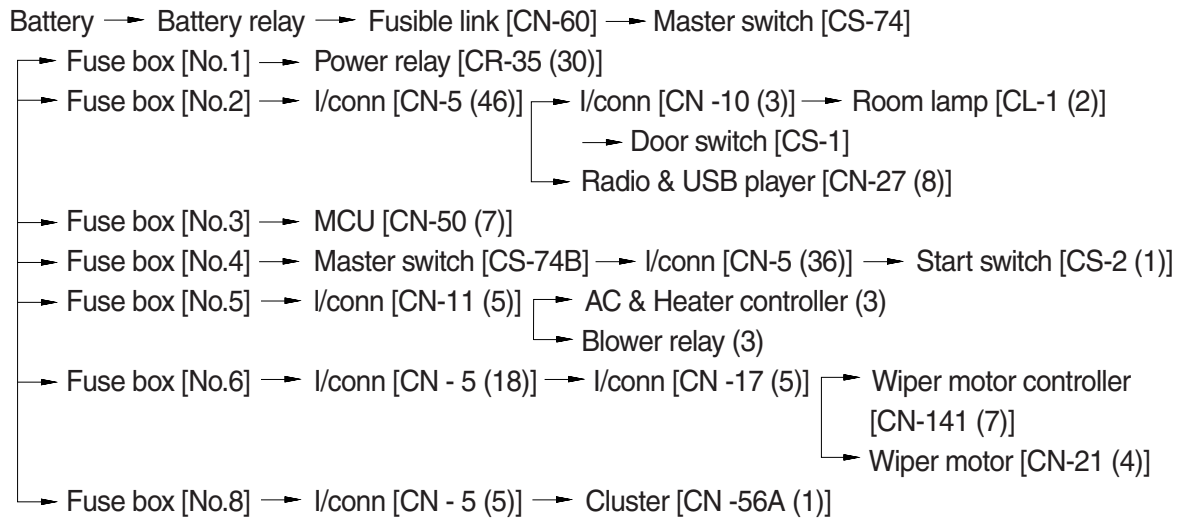 Battery → Battery relay → Fusible link [CN-60] → Master switch [CS-74]
→ Fuse box [No.1] → Power relay [CR-35 (30)]
→ Fuse box [No.2] → I/conn [CN-5 (46)] → I/conn [CN -10 (3)] → Room lamp [CL-1 (2)]
→ Door switch [CS-1]
→ Radio & USB player [CN-27 (8)]
→ Fuse box [No.3] → MCU [CN-50 (7)]
→ Fuse box [No.4] → Master switch [CS-74B] → I/conn [CN-5 (36)] → Start switch [CS-2 (1)]
→ Fuse box [No.5] → I/conn [CN-11 (5)] → AC & Heater controller (3)
→ Blower relay (3)
→ Fuse box [No.6] → I/conn [CN - 5 (18)] → I/conn [CN -17 (5)] → Wiper motor controller
[CN-141 (7)]
→ Wiper motor [CN-21 (4)]
→ Fuse box [No.8] → I/conn [CN - 5 (5)] → Cluster [CN -56A (1)]